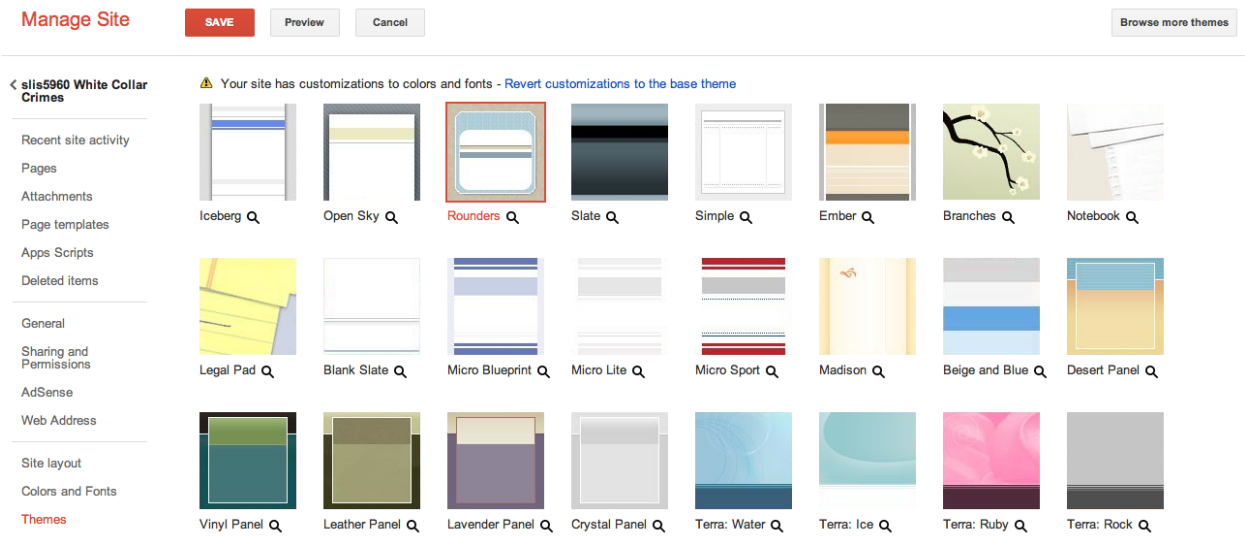 Manage Site
SAVE
Preview
Cancel
Browse more themes
slis5960 White Collar
Crimes
Recent site activity
Pages
Attachments
Page templates
Apps Scripts
Deleted items
General
Sharing and
Permissions
AdSense
Web Address
Site layout
Colors and Fonts
Themes
Your site has customizations to colors and fonts - Revert customizations to the base theme
Iceberg
Open Sky
Rounders
Slate
Simple
Ember
Branches
Notebook
Legal Pad
Blank Slate
Micro Blueprint
Micro Lite
Micro Sport
Madison
Beige and Blue
Desert Panel
Vinyl Panel
Leather Panel
Lavender Panel
Crystal Panel
Terra: Water
Terra: Ice
Terra: Ruby
Terra: Rock